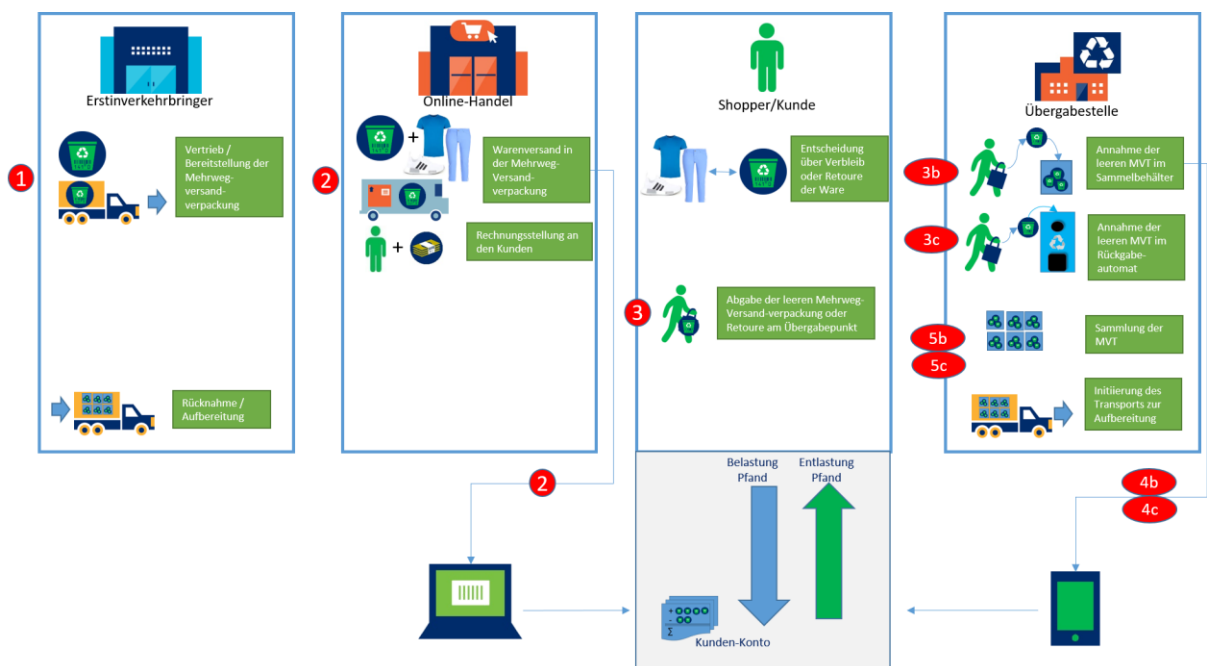 Erstinverkehrbringer
1
Vertrieb /
Bereitstellung der
Mehrweg-
versand-
verpackung
Rücknahme /
Aufbereitung
Online-Handel
2
Warenversand in
der Mehrweg-
Versand-
verpackung
Rechnungsstellung an
den Kunden
Shopper/Kunde
Entscheidung
über Verbleib
oder Retoure
der Ware
3
Abgabe der leeren Mehrweg-
Versand-verpackung oder
Retoure am Übergabepunkt
Übergabestelle
3b
Annahme der
leeren MVT im
Sammelbehälter
3c
Annahme der
leeren MVT im
Rückgabe-
automat
5b
5c
Sammlung der
MVT
Initiierung des
Transports zur
Aufbereitung
2
Belastung
Pfand
Entlastung
Pfand
4b
4c
+
-
Σ
Kunden-Konto